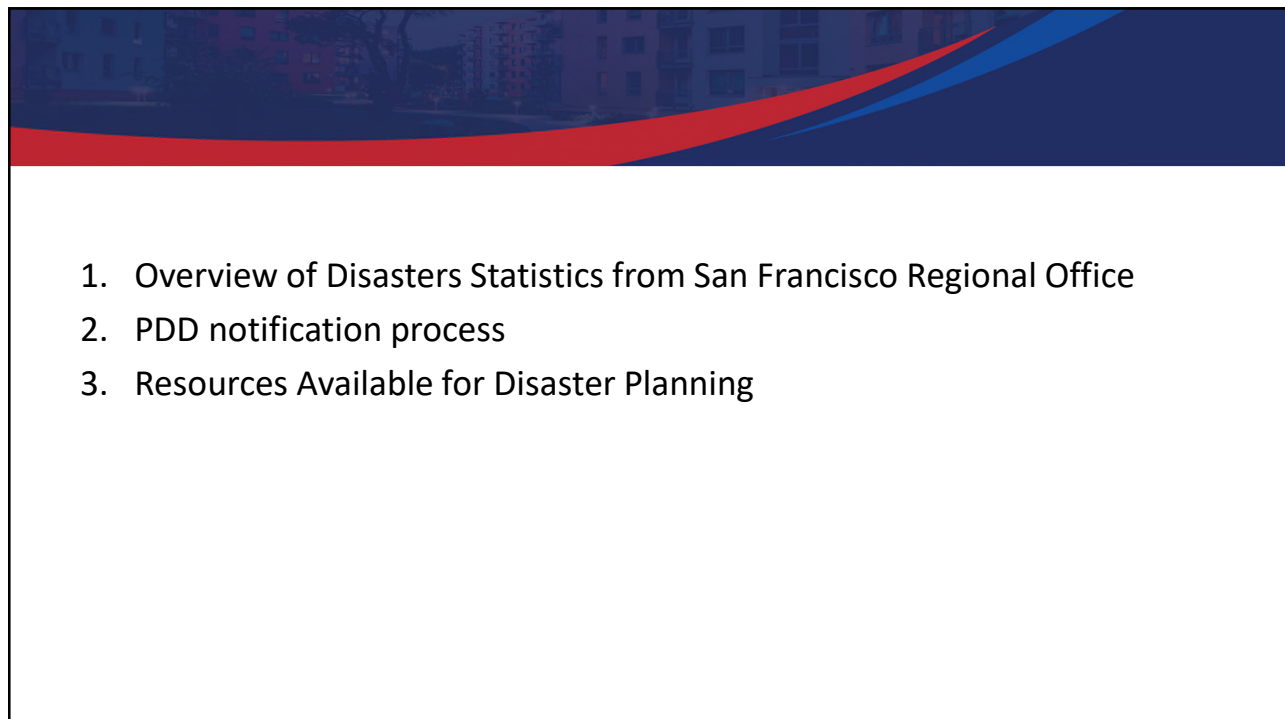 1. Overview of Disasters Statistics from San Francisco Regional Office
2. PDD notification process
3. Resources Available for Disaster Planning